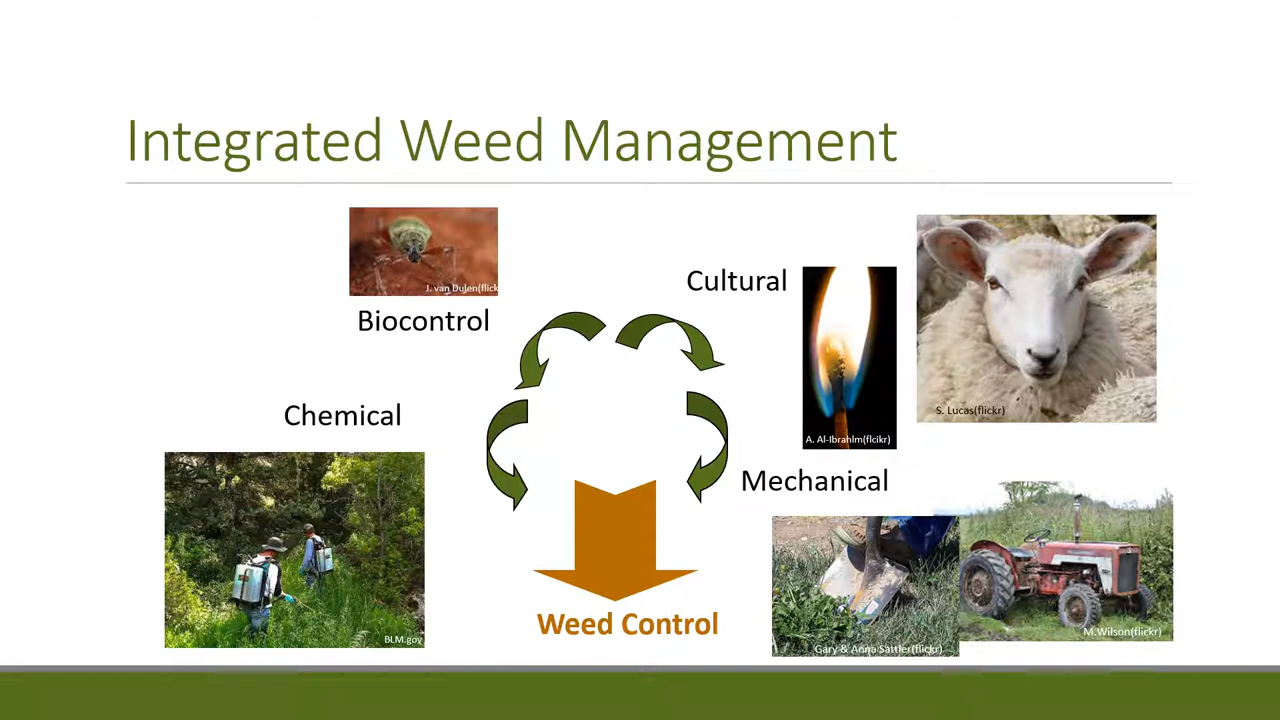 Integrated Weed Management
J. van Dulen(flick
Biocontrol
Cultural
A. Al-Ibrahlm(flcikr)
S. Lucas(flickr)
Chemical
BLM.gov
Mechanical
Gary & Anna Sattler(flickr)
M.Wilson(flickr)
Weed Control